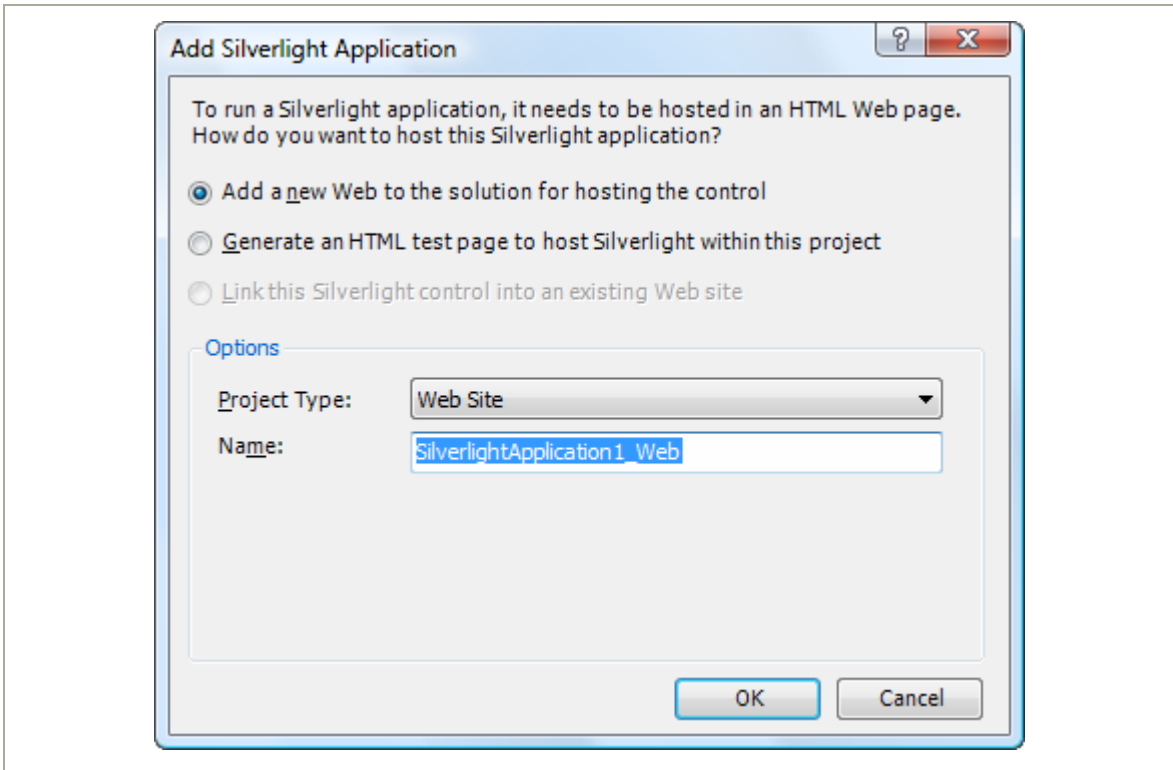 Add Silverlight Application
To run a Silverlight application, it needs to be hosted in an HTML Web page.
How do you want to host this Silverlight application?
Add a new Web to the solution for hosting the control
Generate an HTML test page to host Silverlight within this project
Link this Silverlight control into an existing Web site
Options
Project Type: Web Site
Name: SilverlightApplication1_Web
OK Cancel